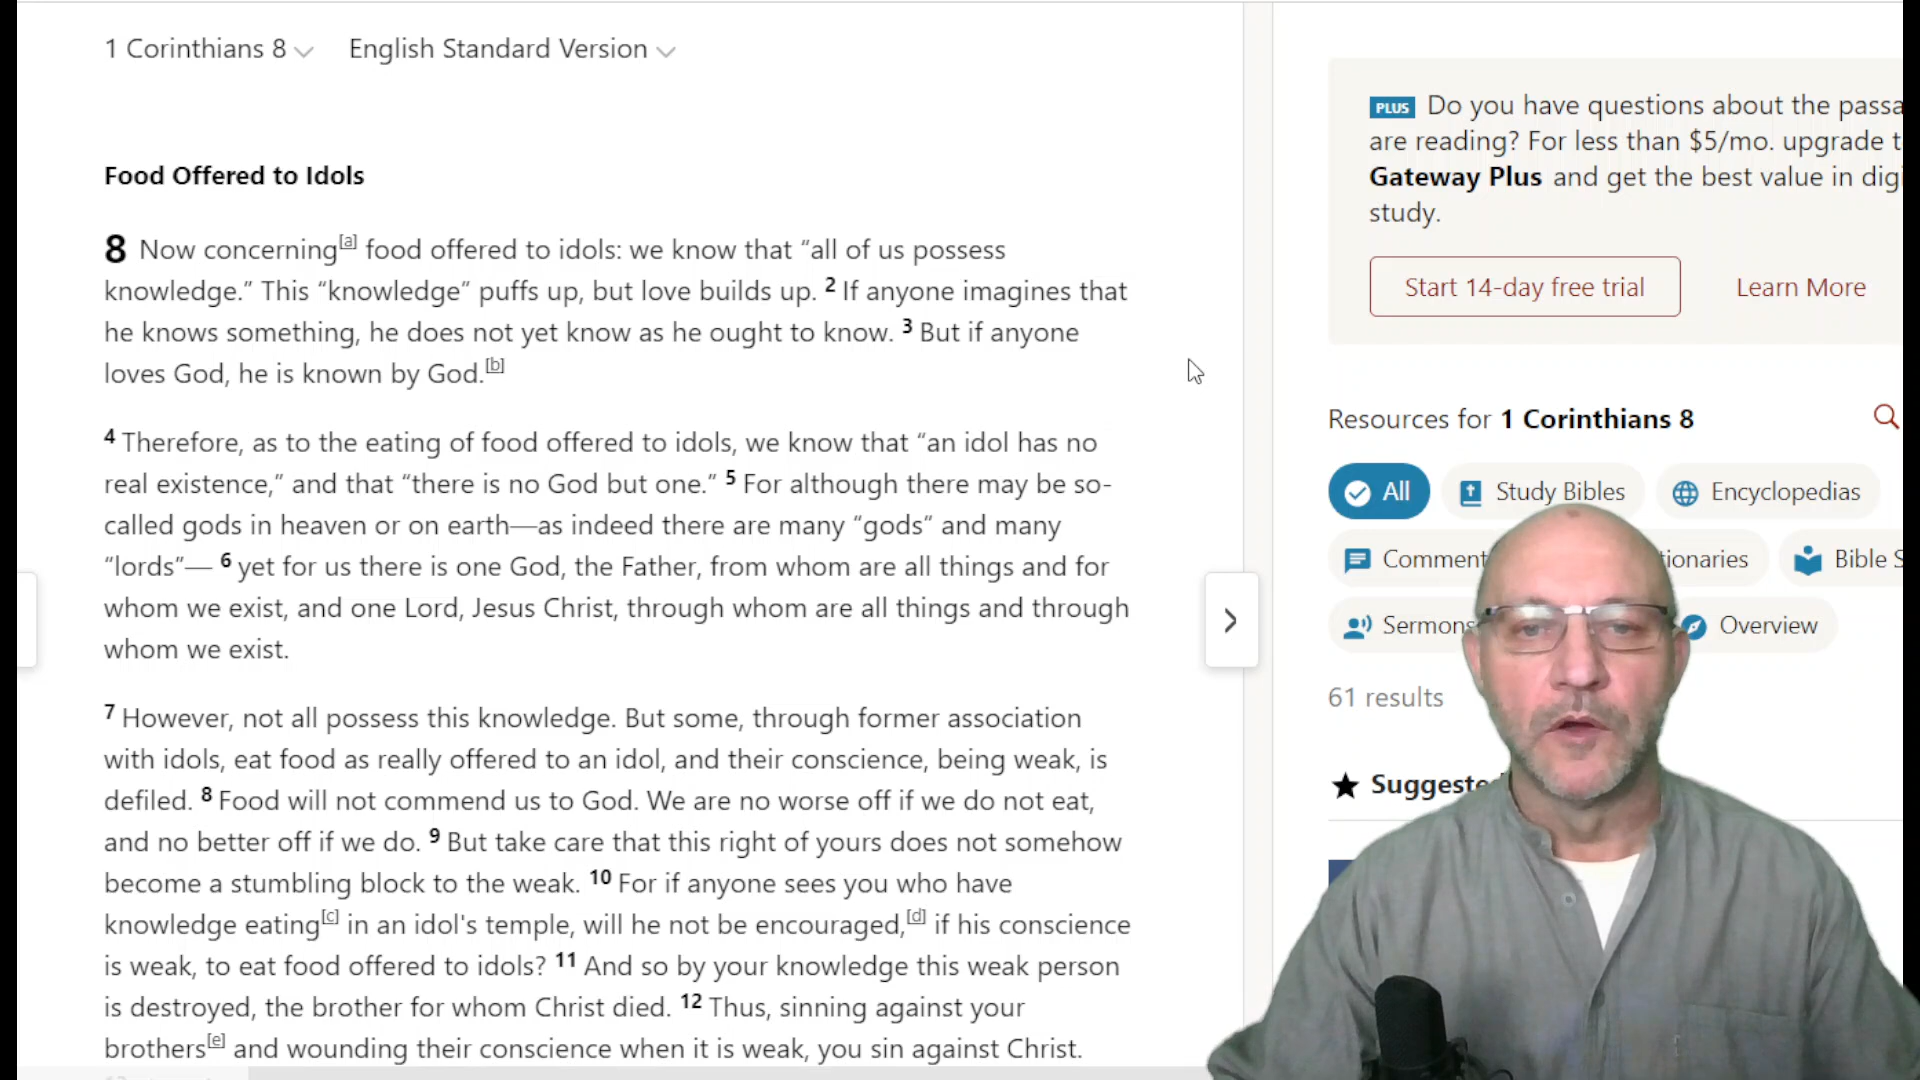 1 Corinthians 8 English Standard Version
Food Offered to Idols
8 Now concerning[a] food offered to idols: we know that “all of us possess
knowledge.” This “knowledge” puffs up, but love builds up. 2 If anyone imagines that
he knows something, he does not yet know as he ought to know. 3 But if anyone
loves God, he is known by God.[b]
4 Therefore, as to the eating of food offered to idols, we know that “an idol has no
real existence,” and that “there is no God but one.” 5 For although there may be so-
called gods in heaven or on earth—as indeed there are many “gods” and many
“lords”— 6 yet for us there is one God, the Father, from whom are all things and for
whom we exist, and one Lord, Jesus Christ, through whom are all things and through
whom we exist.
7 However, not all possess this knowledge. But some, through former association
with idols, eat food as really offered to an idol, and their conscience, being weak, is
defiled. 8 Food will not commend us to God. We are no worse off if we do not eat,
and no better off if we do. 9 But take care that this right of yours does not somehow
become a stumbling block to the weak. 10 For if anyone sees you who have
knowledge eating[c] in an idol's temple, will he not be encouraged,[d] if his conscience
is weak, to eat food offered to idols? 11 And so by your knowledge this weak person
is destroyed, the brother for whom Christ died. 12 Thus, sinning against your
brothers[e] and wounding their conscience when it is weak, you sin against Christ.
PLUS Do you have questions about the passa
are reading? For less than $5/mo. upgrade t
Gateway Plus and get the best value in digi
study.
Start 14-day free trial Learn More
Resources for 1 Corinthians 8
All Study Bibles Encyclopedias
Comment ionaries Bible S
Sermons Overview
61 results
Suggeste